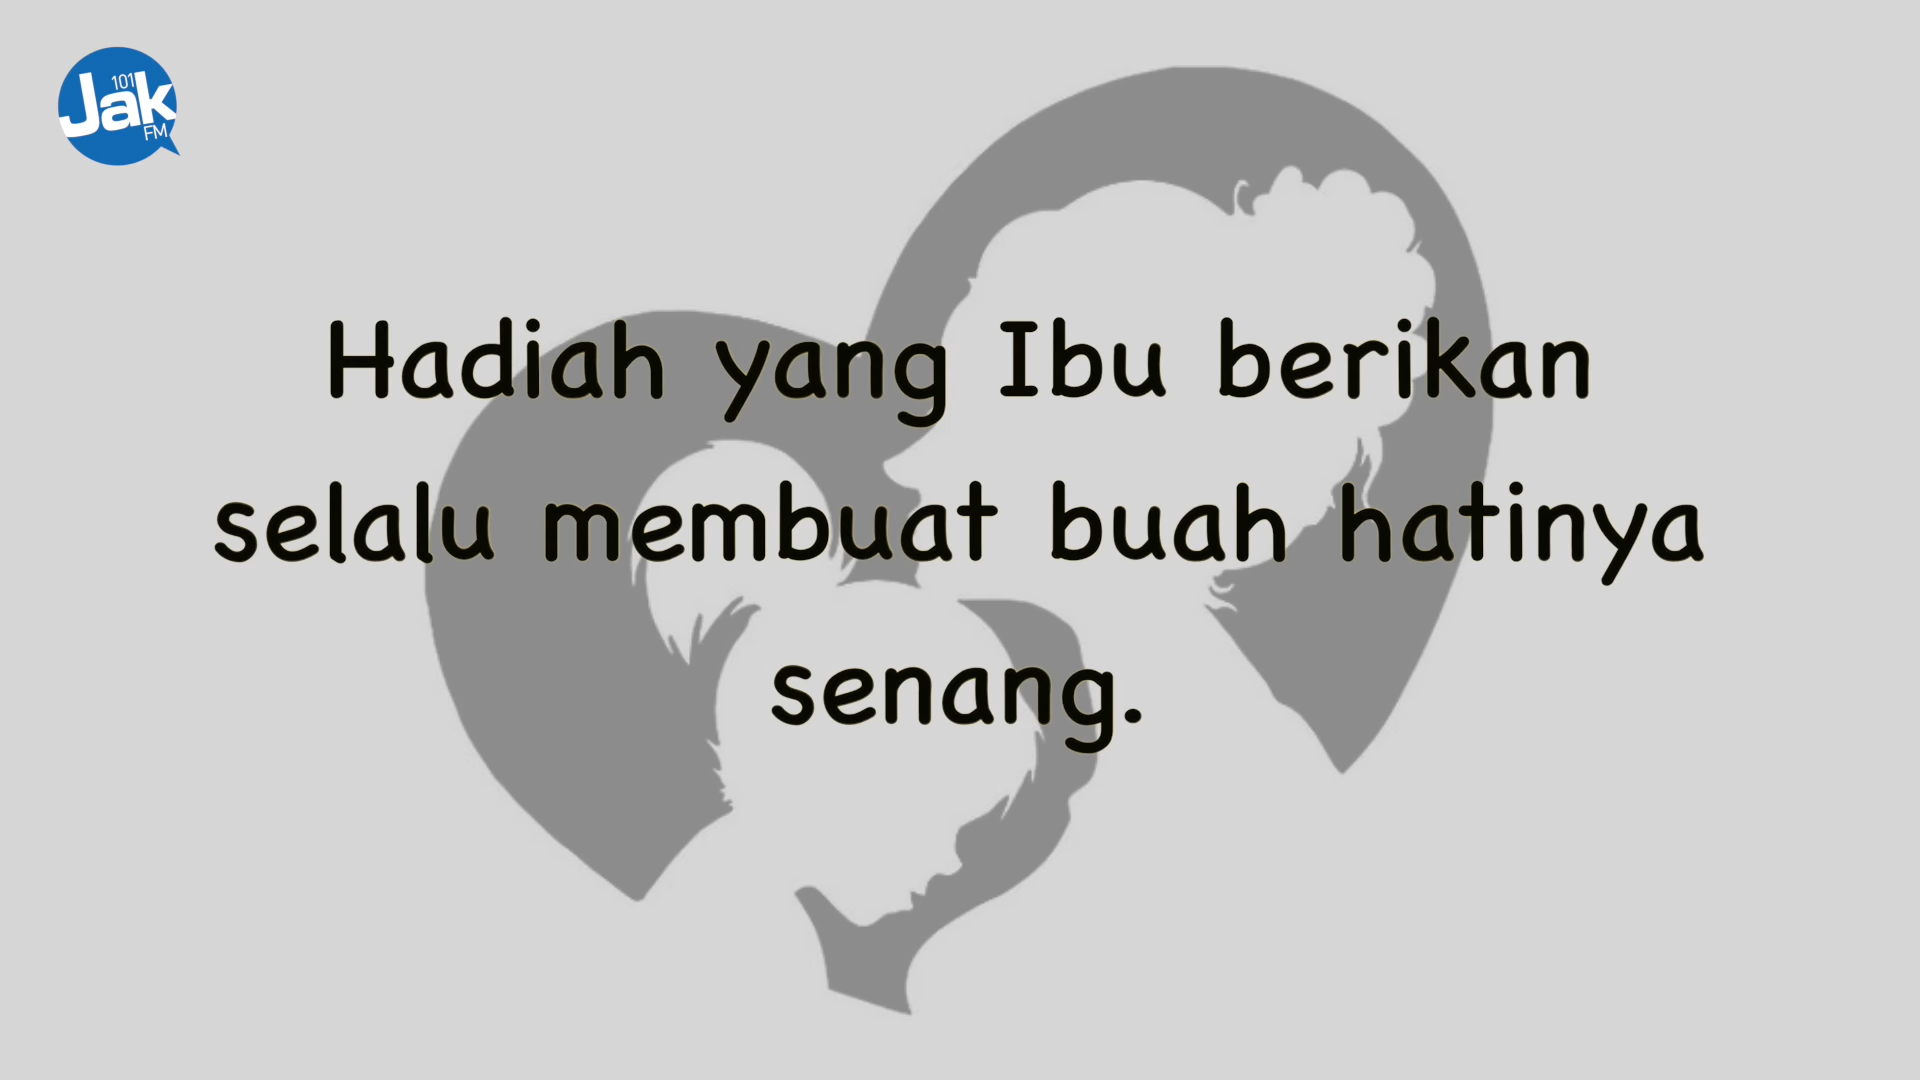 101
Jak
FM
Hadiah yang Ibu berikan
selalu membuat buah hatinya
senang.